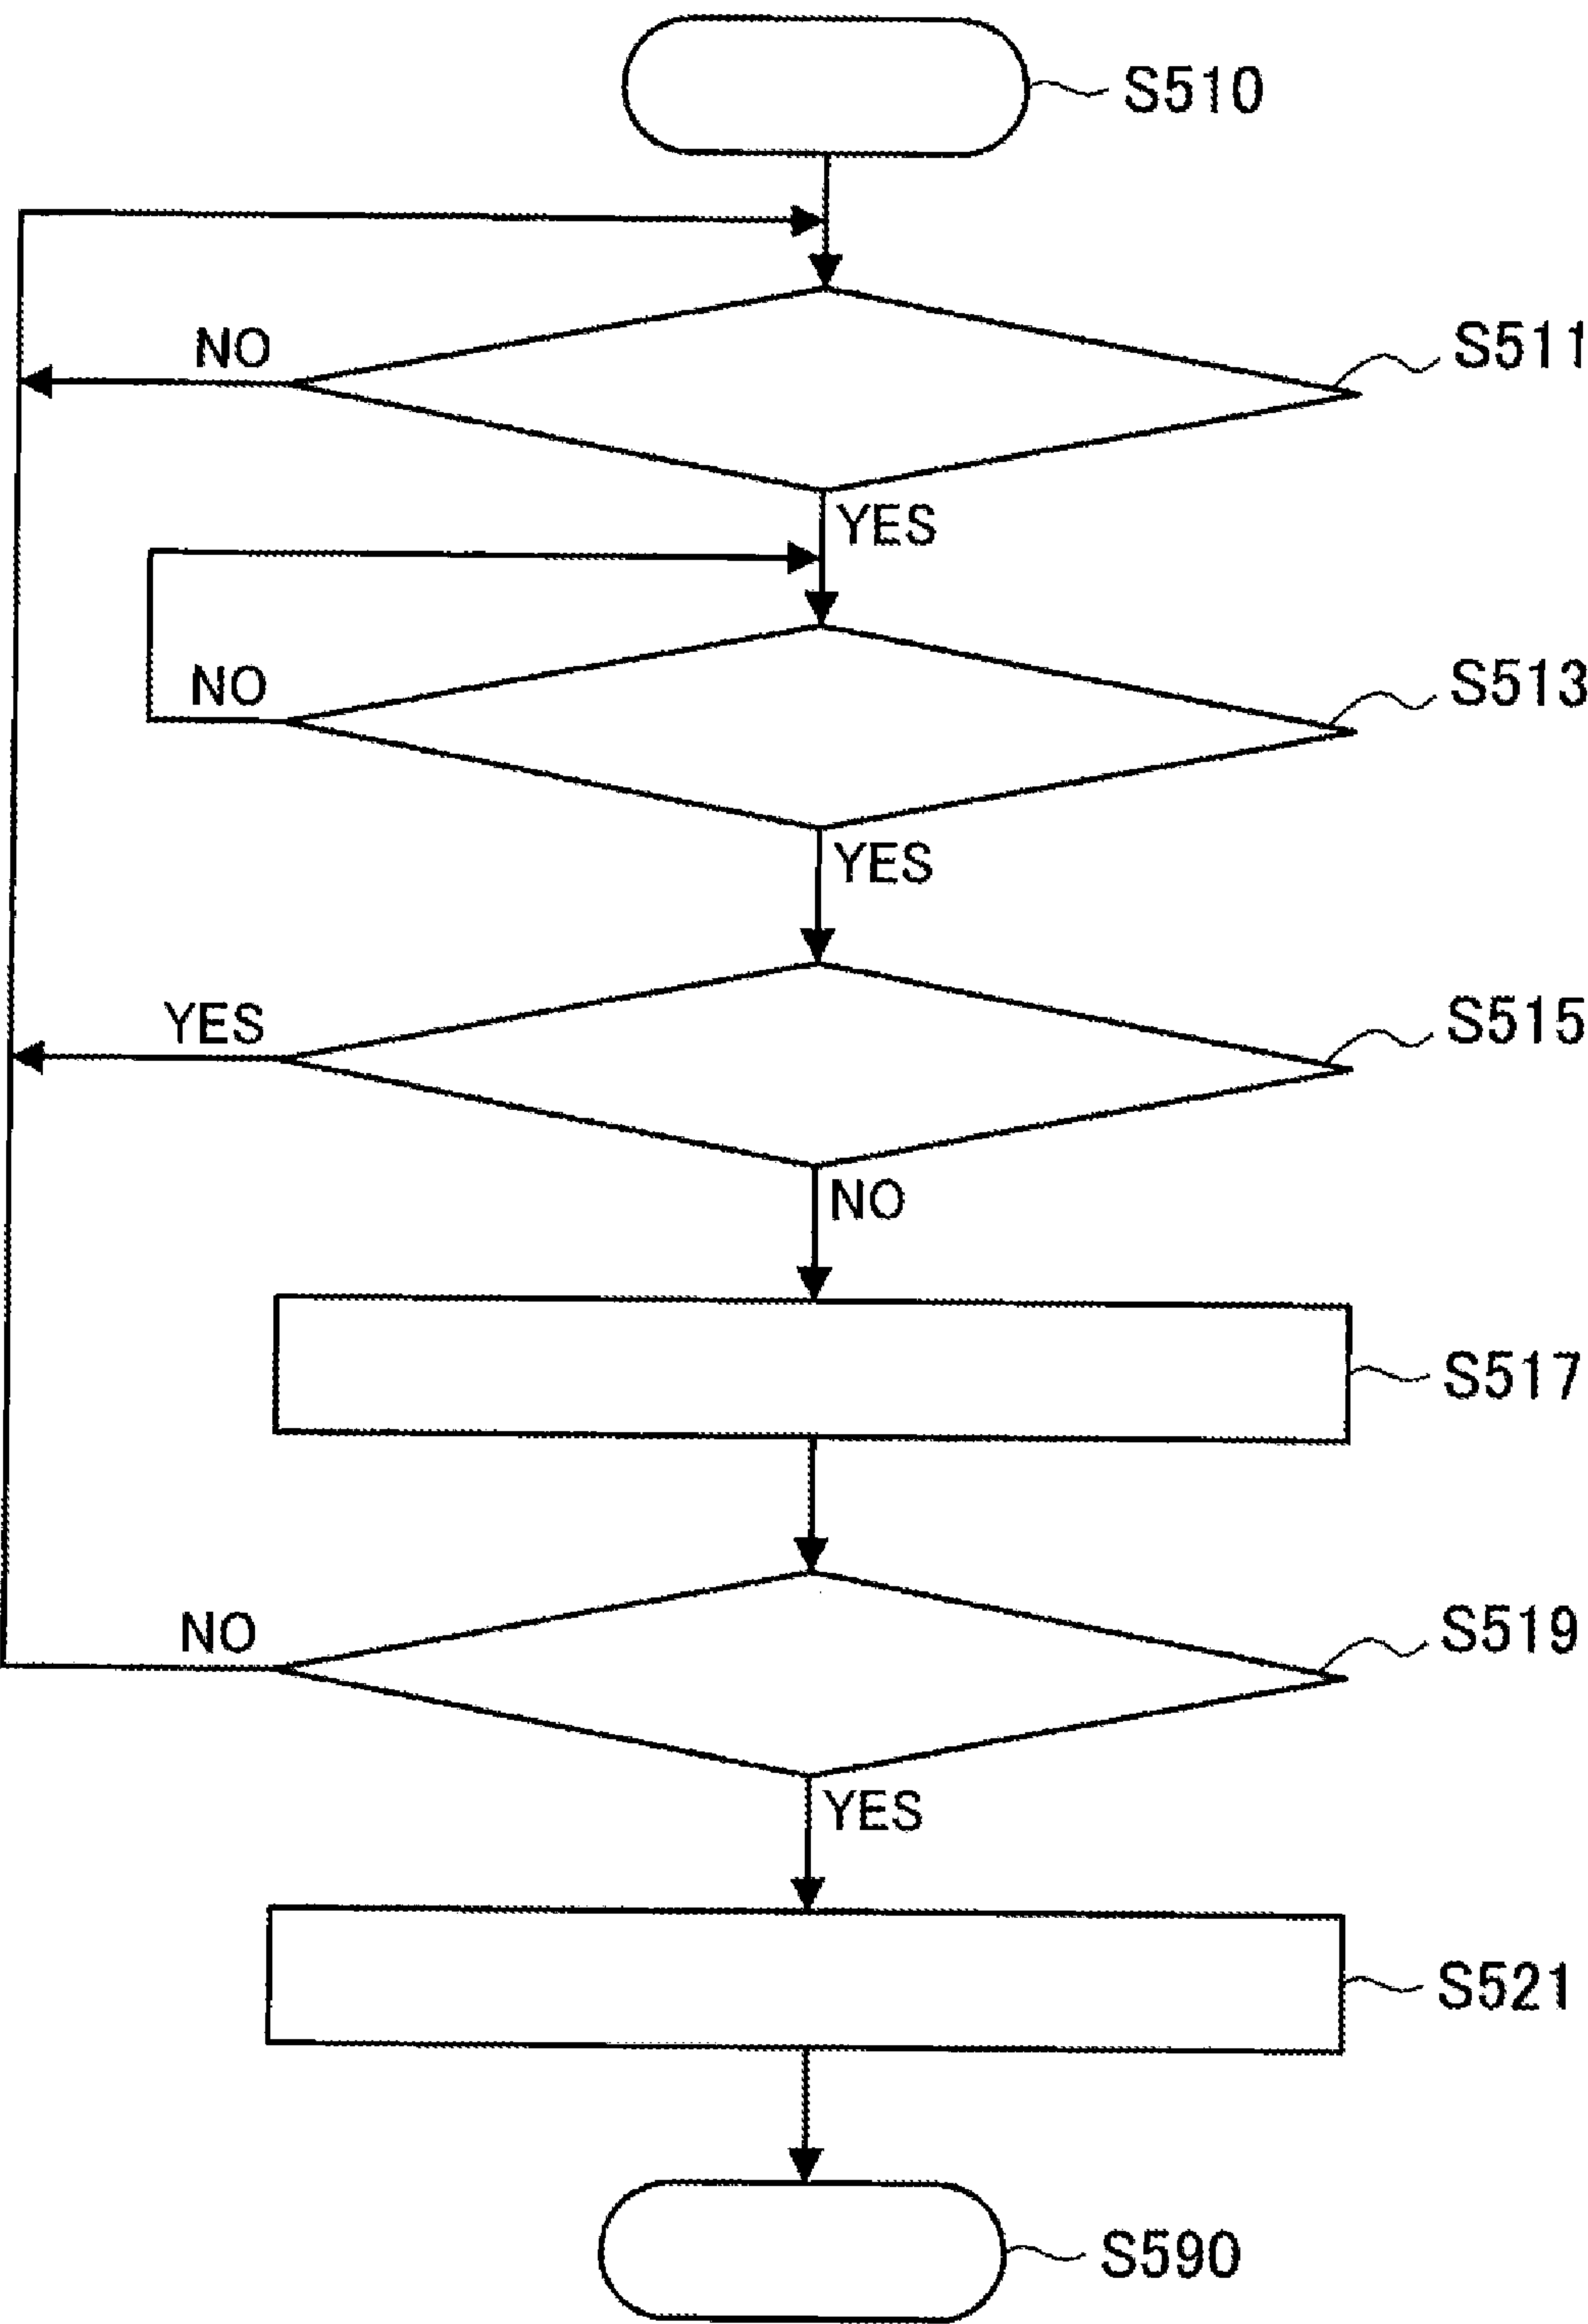 S510
NO
S511
YES
NO
S513
YES
YES
S515
NO
S517
NO
S519
YES
S521
S590